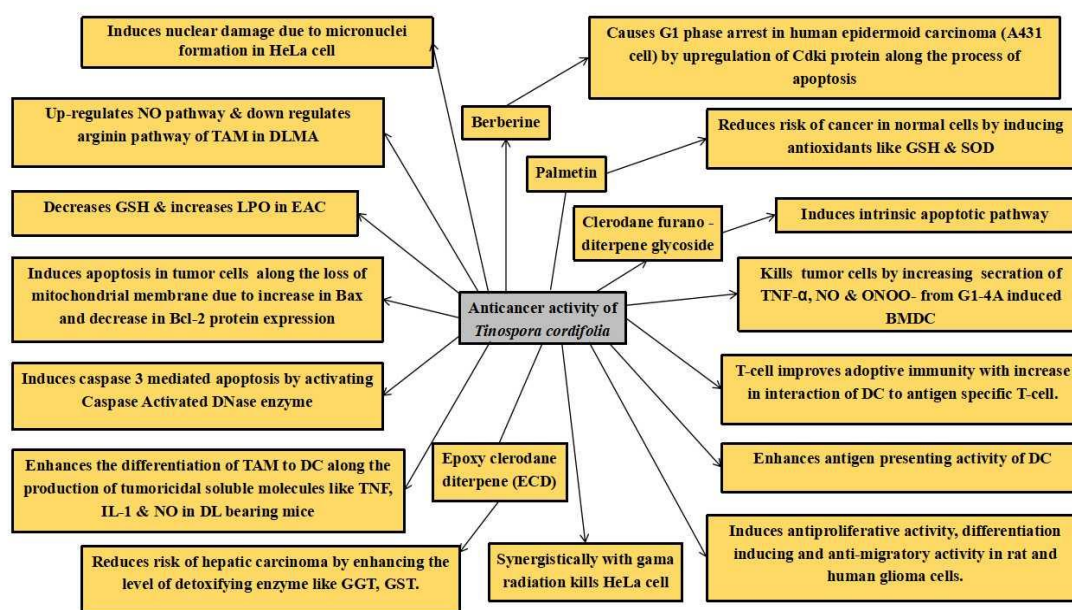 Induces nuclear damage due to micronuclei
formation in HeLa cell
Causes G1 phase arrest in human epidermoid carcinoma (A431
cell) by upregulation of Cdki protein along the process of
apoptosis
Up-regulates NO pathway & down regulates
arginin pathway of TAM in DLMA
Berberine
Reduces risk of cancer in normal cells by inducing
antioxidants like GSH & SOD
Palmetin
Decreases GSH & increases LPO in EAC
Clerodane furano -
diterpene glycoside
Induces intrinsic apoptotic pathway
Induces apoptosis in tumor cells along the loss of
mitochondrial membrane due to increase in Bax
and decrease in Bcl-2 protein expression
Anticancer activity of
Tinospora cordifolia
Kills tumor cells by increasing secration of
TNF-α, NO & ONOO- from G1-4A induced
BMDC
Induces caspase 3 mediated apoptosis by activating
Caspase Activated DNase enzyme
T-cell improves adoptive immunity with increase
in interaction of DC to antigen specific T-cell.
Enhances the differentiation of TAM to DC along the
production of tumoricidal soluble molecules like TNF,
IL-1 & NO in DL bearing mice
Epoxy clerodane
diterpene (ECD)
Enhances antigen presenting activity of DC
Reduces risk of hepatic carcinoma by enhancing the
level of detoxifying enzyme like GGT, GST.
Synergistically with gama
radiation kills HeLa cell
Induces antiproliferative activity, differentiation
inducing and anti-migratory activity in rat and
human glioma cells.